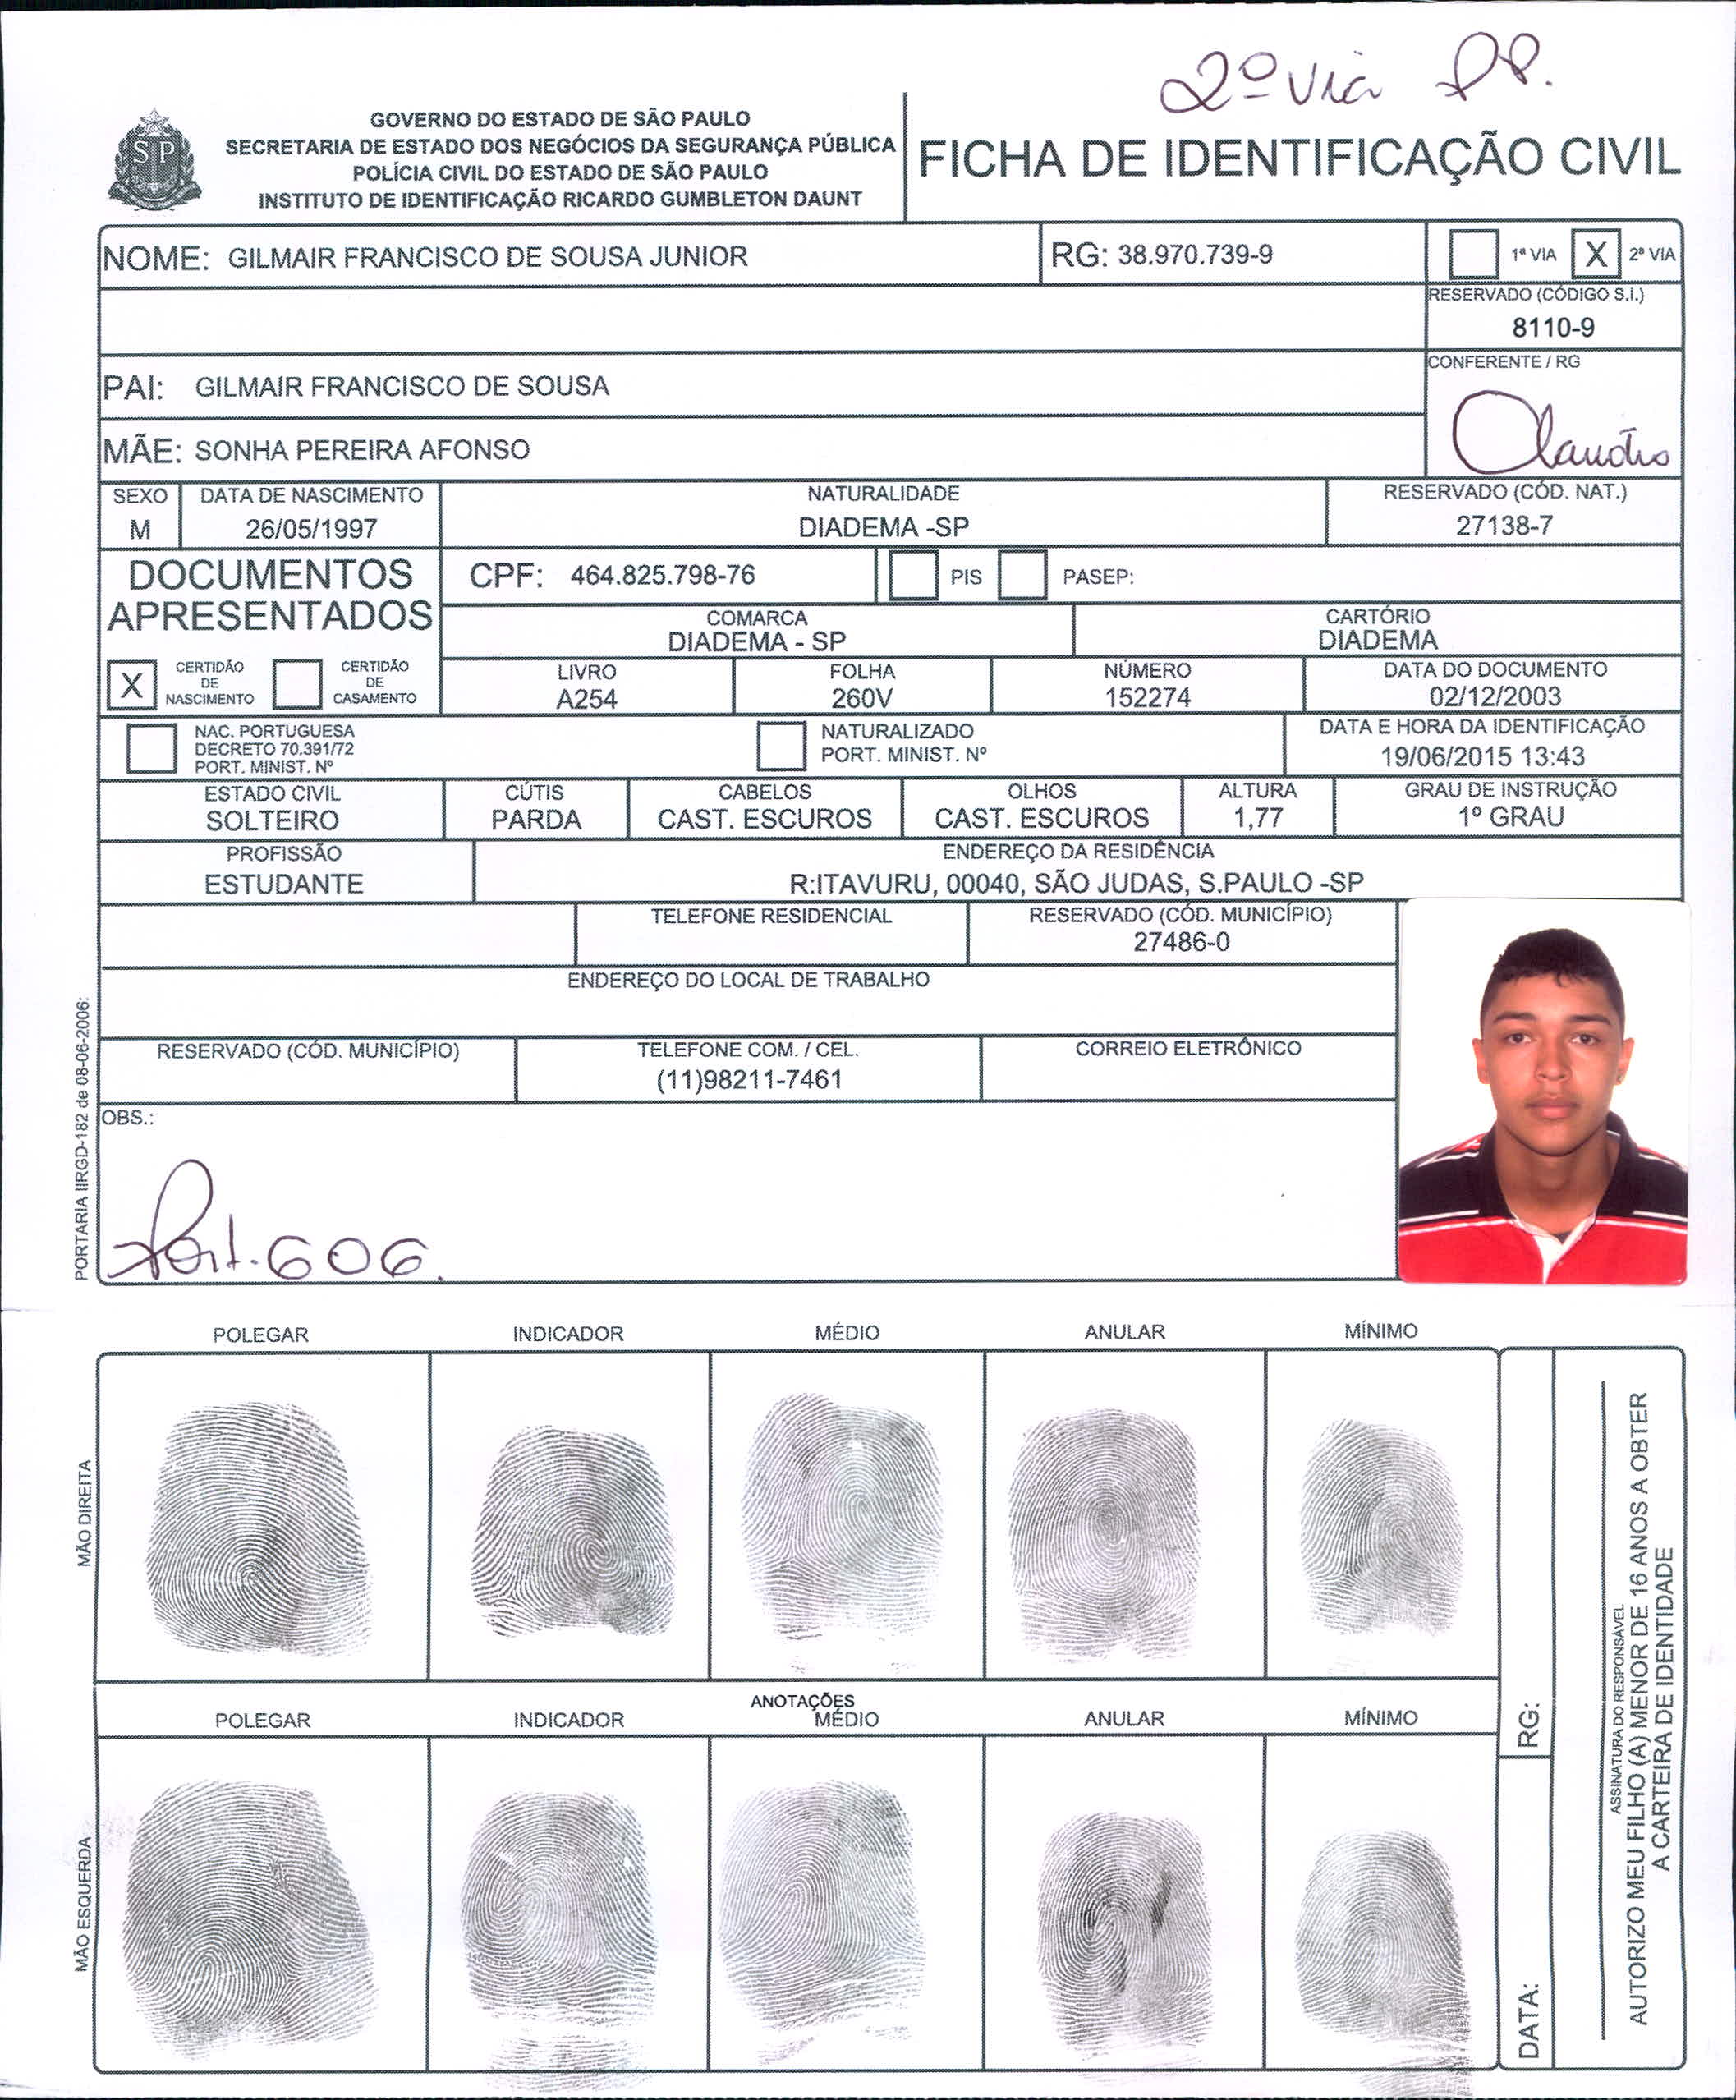 2ª via P.P.
GOVERNO DO ESTADO DE SÃO PAULO
SECRETARIA DE ESTADO DOS NEGÓCIOS DA SEGURANÇA PÚBLICA
POLÍCIA CIVIL DO ESTADO DE SÃO PAULO
INSTITUTO DE IDENTIFICAÇÃO RICARDO GUMBLETON DAUNT
SP
FICHA DE IDENTIFICAÇÃO CIVIL
NOME: GILMAIR FRANCISCO DE SOUSA JUNIOR
RG: 38.970.739-9
1ª VIA X 2ª VIA
RESERVADO (CÓDIGO S.I.)
8110-9
PAI: GILMAIR FRANCISCO DE SOUSA
CONFERENTE / RG
MÃE: SONHA PEREIRA AFONSO
SEXO
M
DATA DE NASCIMENTO
26/05/1997
NATURALIDADE
DIADEMA -SP
RESERVADO (CÓD. NAT.)
27138-7
DOCUMENTOS
APRESENTADOS
CPF: 464.825.798-76
PIS PASEP:
COMARCA
DIADEMA - SP
CARTÓRIO
DIADEMA
X CERTIDÃO
DE
NASCIMENTO
CERTIDÃO
DE
CASAMENTO
LIVRO
A254
FOLHA
260V
NÚMERO
152274
DATA DO DOCUMENTO
02/12/2003
NAC. PORTUGUESA
DECRETO 70.391/72
PORT. MINIST. Nº
NATURALIZADO
PORT. MINIST. Nº
DATA E HORA DA IDENTIFICAÇÃO
19/06/2015 13:43
ESTADO CIVIL
SOLTEIRO
CÚTIS
PARDA
CABELOS
CAST. ESCUROS
OLHOS
CAST. ESCUROS
ALTURA
1,77
GRAU DE INSTRUÇÃO
1º GRAU
PROFISSÃO
ESTUDANTE
ENDEREÇO DA RESIDÊNCIA
R:ITAVURU, 00040, SÃO JUDAS, S.PAULO -SP
TELEFONE RESIDENCIAL
RESERVADO (CÓD. MUNICÍPIO)
27486-0
ENDEREÇO DO LOCAL DE TRABALHO
RESERVADO (CÓD. MUNICÍPIO)
TELEFONE COM. / CEL.
(11)98211-7461
CORREIO ELETRÔNICO
OBS.:
Port. 606.
PORTARIA IIRGD-182 de 08-06-2006:
POLEGAR INDICADOR MÉDIO ANULAR MÍNIMO
MÃO DIREITA
ANOTAÇÕES
POLEGAR INDICADOR MÉDIO ANULAR MÍNIMO
MÃO ESQUERDA
RG:
DATA:
ASSINATURA DO RESPONSÁVEL
AUTORIZO MEU FILHO (A) MENOR DE 16 ANOS A OBTER
A CARTEIRA DE IDENTIDADE